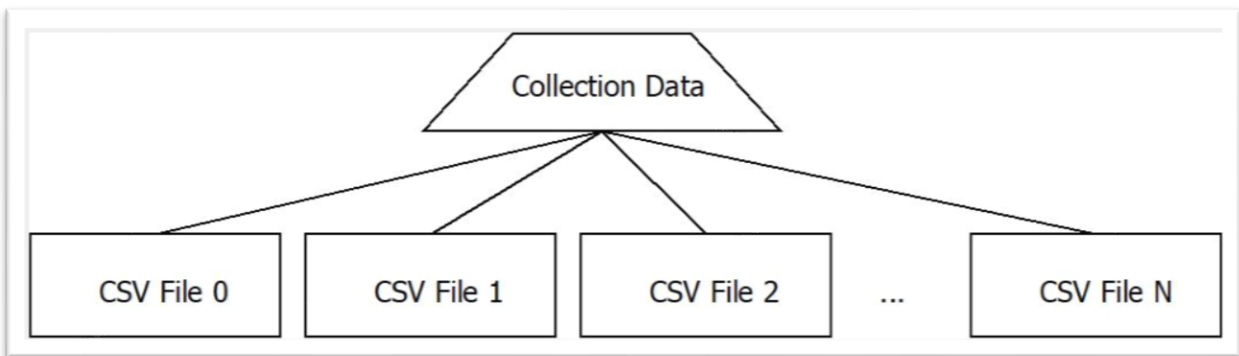 Collection Data
CSV File 0 CSV File 1 CSV File 2 ... CSV File N